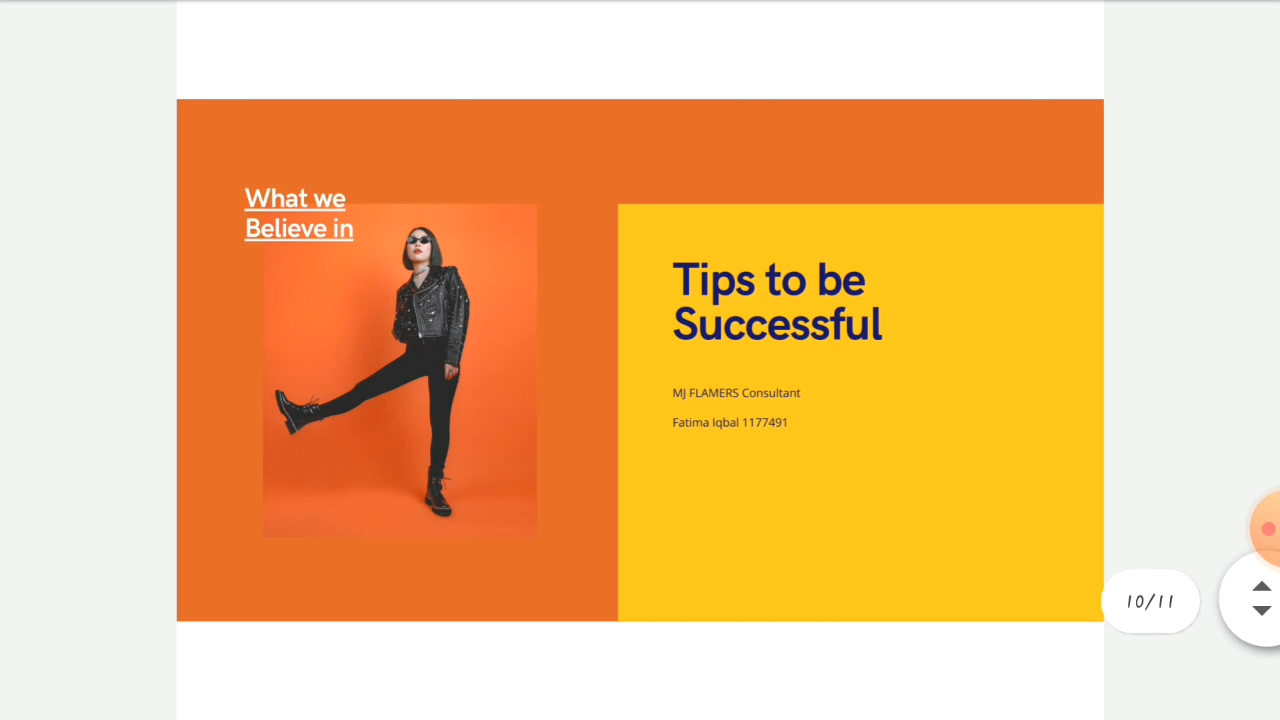 What we
Believe in
Tips to be
Successful
MJ FLAMERS Consultant
Fatima Iqbal 1177491
10/11